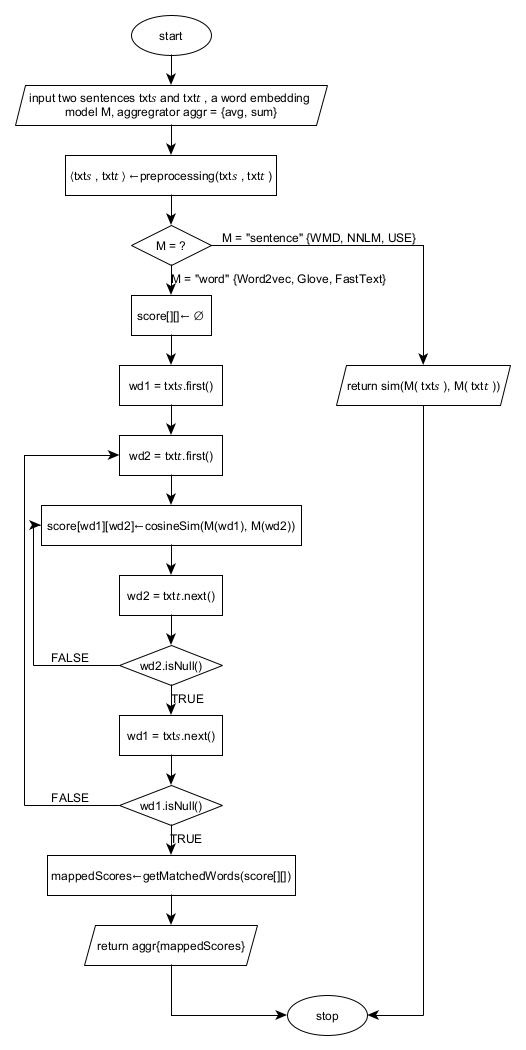 start
input two sentences txts and txtt , a word embedding
model M, aggregrator aggr = {avg, sum}
⟨txts , txtt ⟩ ←preprocessing(txts , txtt )
M = ?
M = "sentence" {WMD, NNLM, USE}
M = "word" {Word2vec, Glove, FastText}
score[][]← ∅
wd1 = txts.first()
return sim(M( txts ), M( txtt ))
wd2 = txtt.first()
score[wd1][wd2]←cosineSim(M(wd1), M(wd2))
wd2 = txtt.next()
wd2.isNull()
FALSE
TRUE
wd1 = txts.next()
wd1.isNull()
FALSE
TRUE
mappedScores←getMatchedWords(score[][])
return aggr{mappedScores}
stop